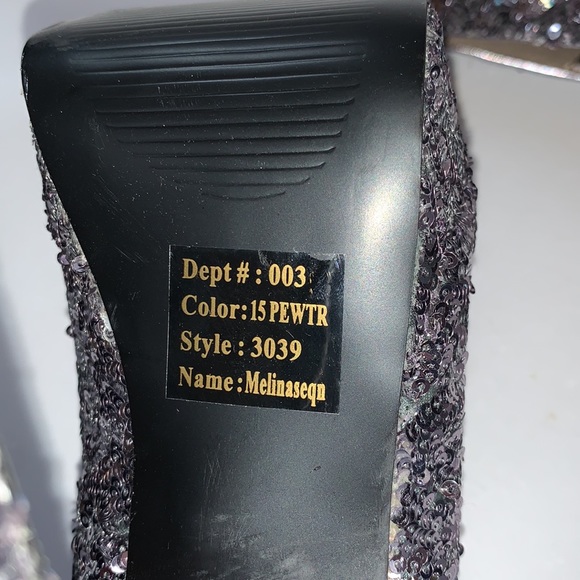 Dept # : 003
Color:15 PEWTR
Style : 3039
Name:Melinaseqn